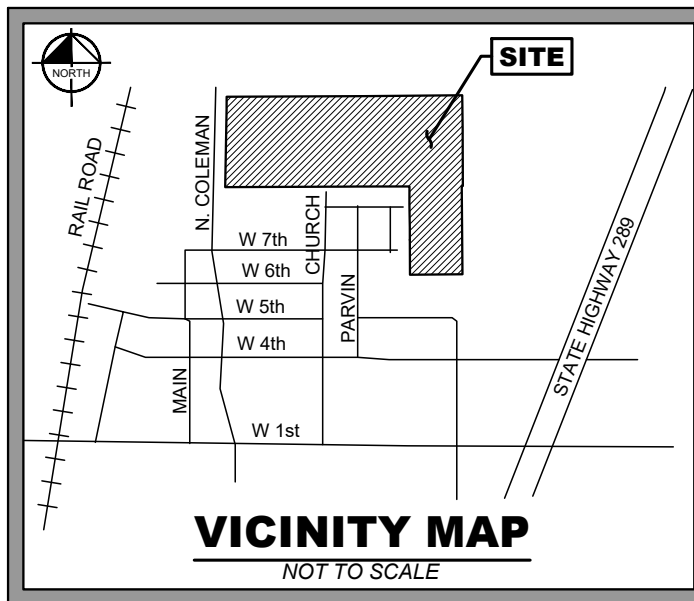 SITE
NORTH
RAIL ROAD
N. COLEMAN
CHURCH
W 7th
W 6th
W 5th
W 4th
PARVIN
MAIN
STATE HIGHWAY 289
W 1st
VICINITY MAP
NOT TO SCALE